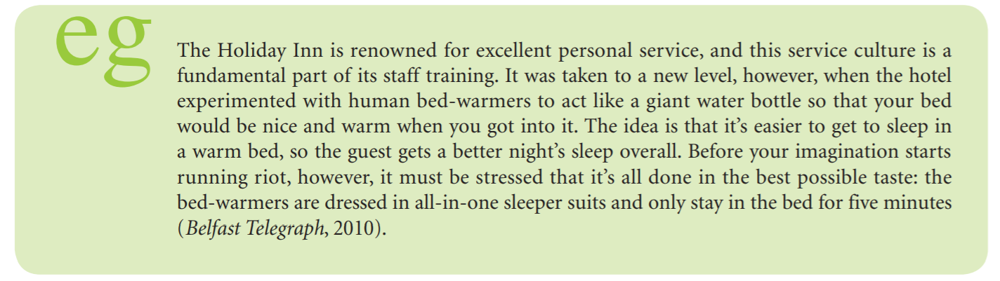 eg
The Holiday Inn is renowned for excellent personal service, and this service culture is a
fundamental part of its staff training. It was taken to a new level, however, when the hotel
experimented with human bed-warmers to act like a giant water bottle so that your bed
would be nice and warm when you got into it. The idea is that it’s easier to get to sleep in
a warm bed, so the guest gets a better night’s sleep overall. Before your imagination starts
running riot, however, it must be stressed that it’s all done in the best possible taste: the
bed-warmers are dressed in all-in-one sleeper suits and only stay in the bed for five minutes
(Belfast Telegraph, 2010).